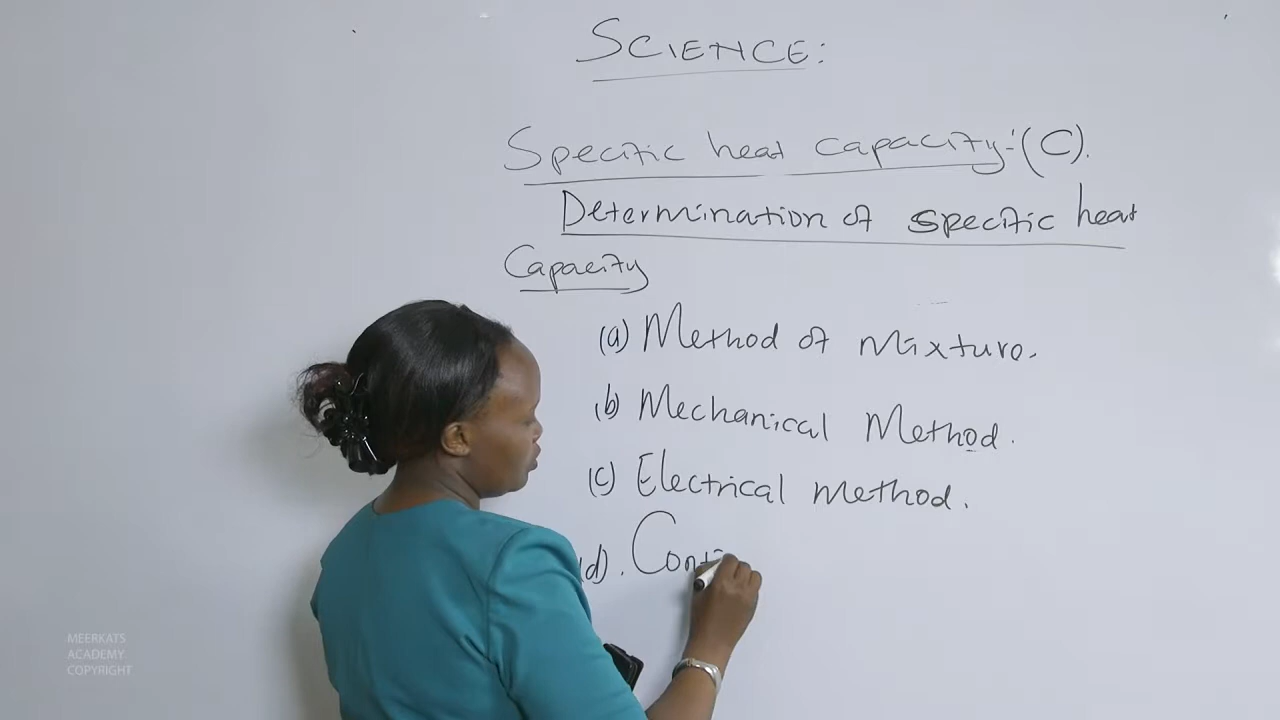 SCIENCE:
Specific heat capacity:-(C).
Determination of specific heat
Capacity
(a) Method of Mixture.
(b) Mechanical Method.
(c) Electrical method.
(d). Conti
MEERKATS
ACADEMY
COPYRIGHT